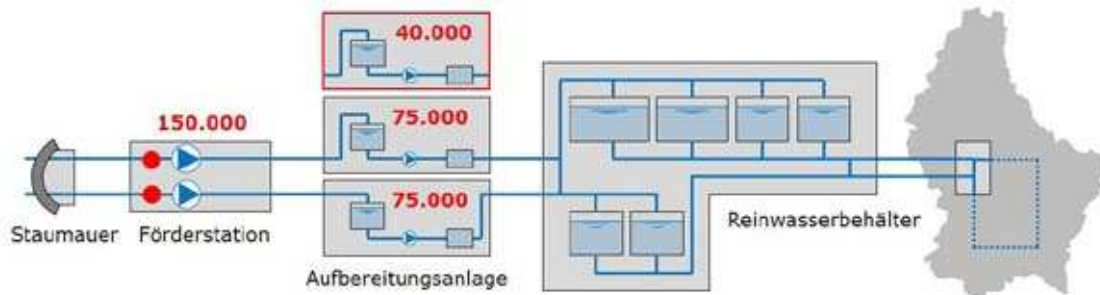 40.000
150.000
75.000
75.000
Staumauer
Förderstation
Aufbereitungsanlage
Reinwasserbehälter